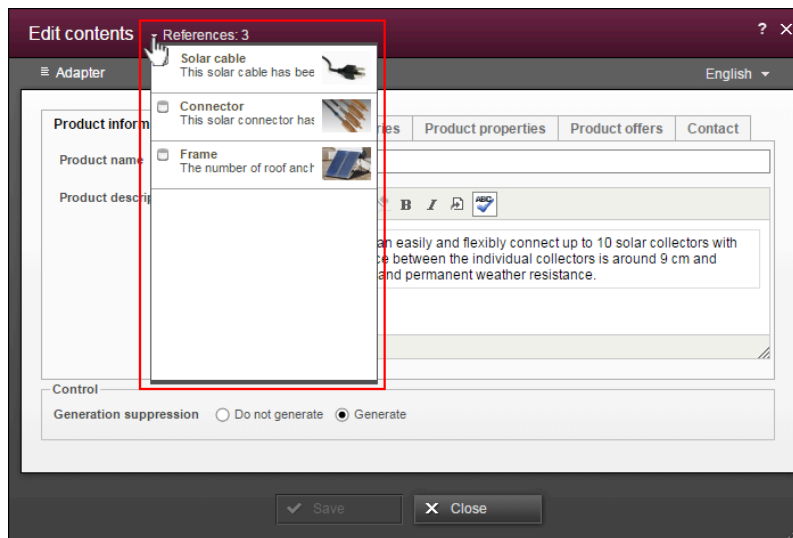 Edit contents
References: 3
? X
Adapter
English
Solar cable
This solar cable has bee
Connector
This solar connector has
Frame
The number of roof anch
Product inform
ries
Product properties
Product offers
Contact
Product name
Product descrip
B I
ABC
an easily and flexibly connect up to 10 solar collectors with
ce between the individual collectors is around 9 cm and
and permanent weather resistance.
Control
Generation suppression
Do not generate
Generate
Save
X Close